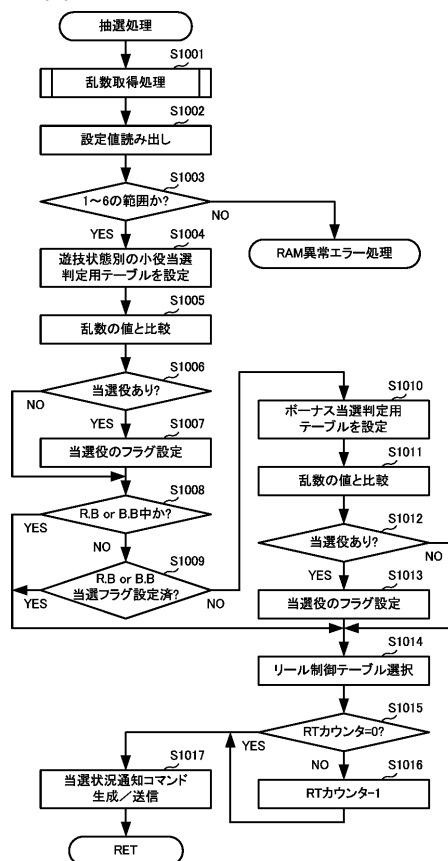 抽選処理
S1001
乱数取得処理
S1002
設定値読み出し
S1003
1～6の範囲か?
NO
YES
RAM異常エラー処理
S1004
遊技状態別の小役当選
判定用テーブルを設定
S1005
乱数の値と比較
S1006
当選役あり?
NO
YES
S1007
当選役のフラグ設定
S1008
R.B or B.B中か?
YES
NO
S1009
R.B or B.B
当選フラグ設定済?
YES
NO
S1010
ボーナス当選判定用
テーブルを設定
S1011
乱数の値と比較
S1012
当選役あり?
NO
YES
S1013
当選役のフラグ設定
S1014
リール制御テーブル選択
S1015
RTカウンタ=0?
YES
NO
S1016
RTカウンター1
S1017
当選状況通知コマンド
生成／送信
RET